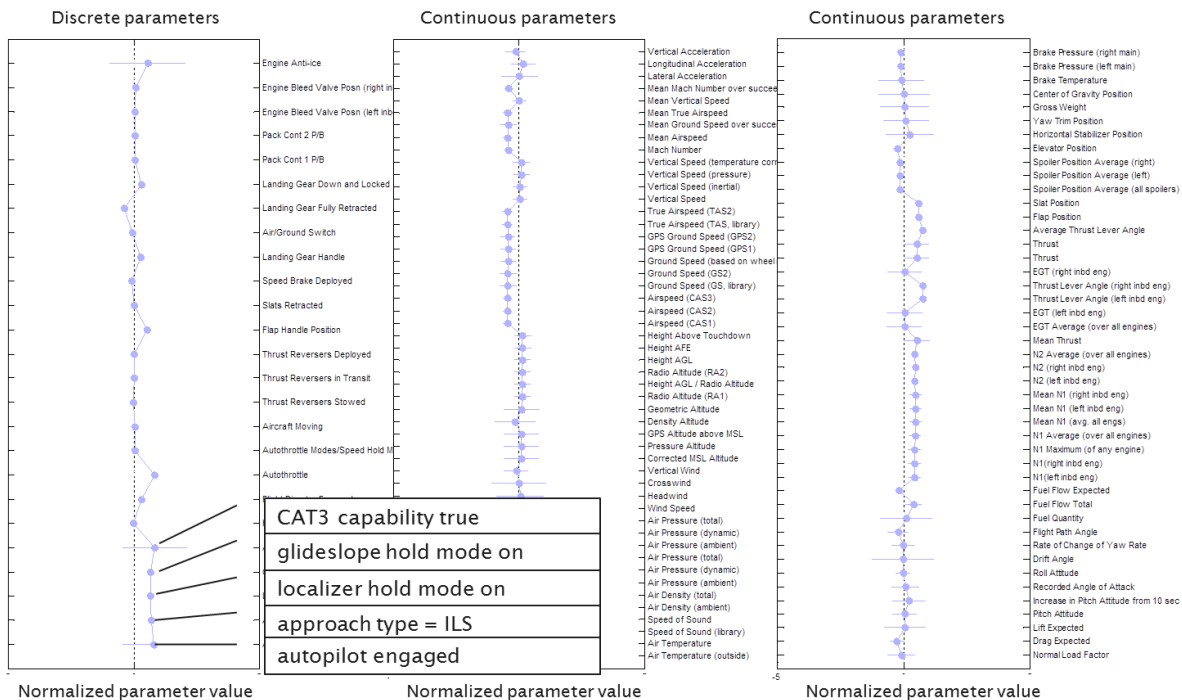 Discrete parameters
Engine Anti-ice
Engine Bleed Valve Posn (right in
Engine Bleed Valve Posn (left inb
Pack Cont 2 P/B
Pack Cont 1 P/B
Landing Gear Down and Locked
Landing Gear Fully Retracted
Air/Ground Switch
Landing Gear Handle
Speed Brake Deployed
Slats Retracted
Flap Handle Position
Thrust Reversers Deployed
Thrust Reversers in Transit
Thrust Reversers Stowed
Aircraft Moving
Autothrottle Modes/Speed Hold M
Autothrottle
CAT3 capability true
glideslope hold mode on
localizer hold mode on
approach type = ILS
autopilot engaged
Normalized parameter value
Continuous parameters
Vertical Acceleration
Longitudinal Acceleration
Lateral Acceleration
Mean Mach Number over succee
Mean Vertical Speed
Mean True Airspeed
Mean Ground Speed over succe
Mean Airspeed
Mach Number
Vertical Speed (temperature corr
Vertical Speed (pressure)
Vertical Speed (inertial)
Vertical Speed
True Airspeed (TAS2)
True Airspeed (TAS, library)
GPS Ground Speed (GPS2)
GPS Ground Speed (GPS1)
Ground Speed (based on wheel
Ground Speed (GS2)
Ground Speed (GS, library)
Airspeed (CAS3)
Airspeed (CAS2)
Airspeed (CAS1)
Height Above Touchdown
Height AFE
Height AGL
Radio Altitude (RA2)
Height AGL / Radio Altitude
Radio Altitude (RA1)
Geometric Altitude
Density Altitude
GPS Altitude above MSL
Pressure Altitude
Corrected MSL Altitude
Vertical Wind
Crosswind
Headwind
Wind Speed
Air Pressure (total)
Air Pressure (dynamic)
Air Pressure (ambient)
Air Pressure (total)
Air Pressure (dynamic)
Air Pressure (ambient)
Air Density (total)
Air Density (ambient)
Speed of Sound
Speed of Sound (library)
Air Temperature
Air Temperature (outside)
Normalized parameter value
Continuous parameters
Brake Pressure (right main)
Brake Pressure (left main)
Brake Temperature
Center of Gravity Position
Gross Weight
Yaw Trim Position
Horizontal Stabilizer Position
Elevator Position
Spoiler Position Average (right)
Spoiler Position Average (left)
Spoiler Position Average (all spoilers)
Slat Position
Flap Position
Average Thrust Lever Angle
Thrust
Thrust
EGT (right inbd eng)
Thrust Lever Angle (right inbd eng)
Thrust Lever Angle (left inbd eng)
EGT (left inbd eng)
EGT Average (over all engines)
Mean Thrust
N2 Average (over all engines)
N2 (right inbd eng)
N2 (left inbd eng)
Mean N1 (right inbd eng)
Mean N1 (left inbd eng)
Mean N1 (avg. all engs)
N1 Average (over all engines)
N1 Maximum (of any engine)
N1(right inbd eng)
N1(left inbd eng)
Fuel Flow Expected
Fuel Flow Total
Fuel Quantity
Flight Path Angle
Rate of Change of Yaw Rate
Drift Angle
Roll Attitude
Recorded Angle of Attack
Increase in Pitch Attitude from 10 sec
Pitch Attitude
Lift Expected
Drag Expected
Normal Load Factor
-5
Normalized parameter value